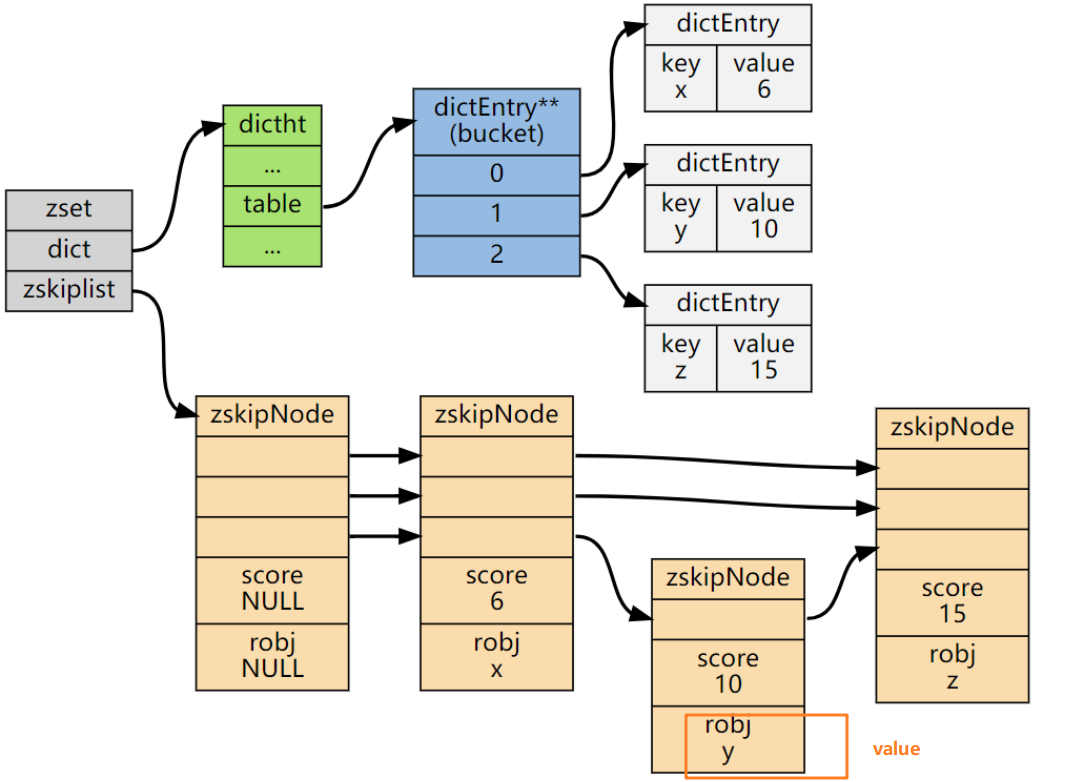 zset
dict
zskiplist
dictht
...
table
...
dictEntry**
(bucket)
0
1
2
dictEntry
key
x
value
6
dictEntry
key
y
value
10
dictEntry
key
z
value
15
zskipNode
score
NULL
robj
NULL
zskipNode
score
6
robj
x
zskipNode
score
10
robj
y
value
zskipNode
score
15
robj
z